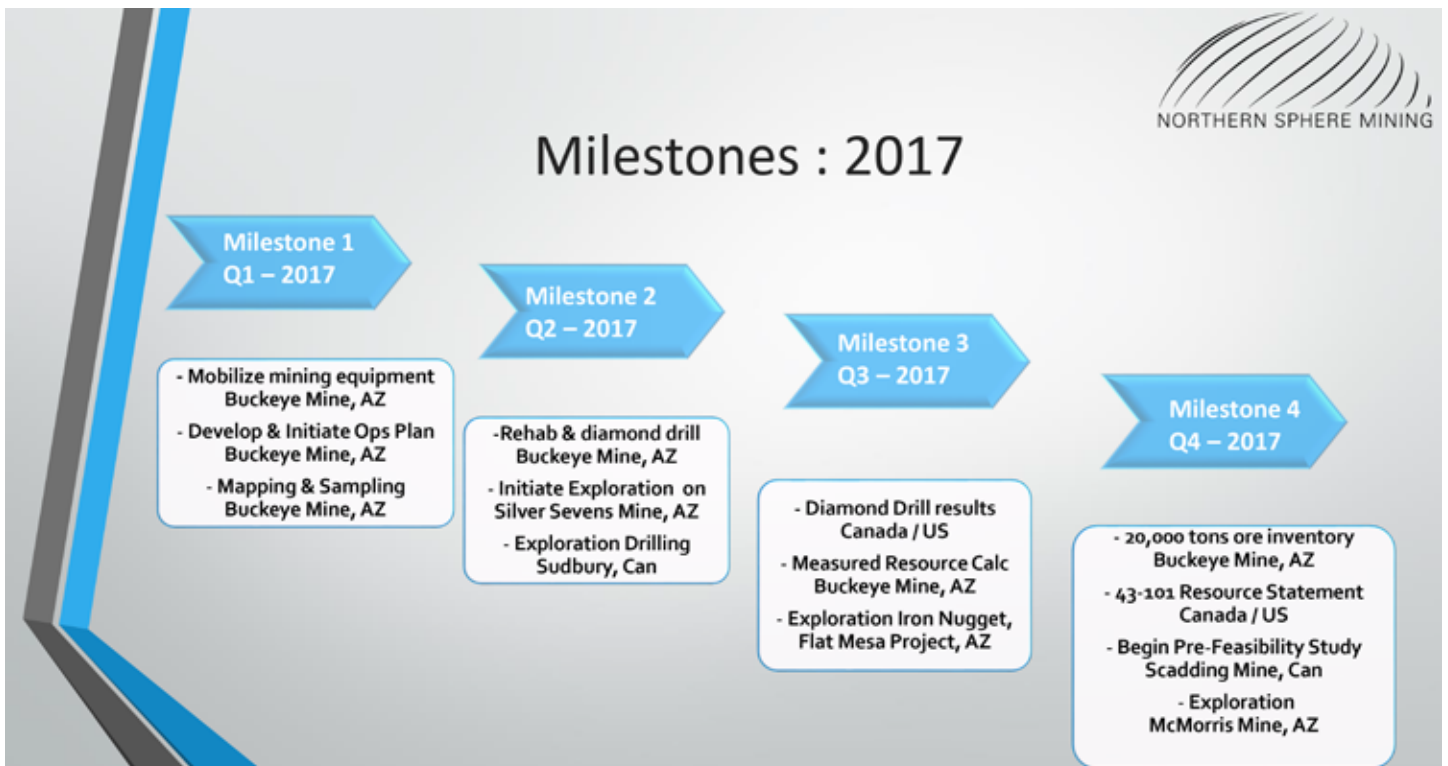 NORTHERN SPHERE MINING
Milestones : 2017
Milestone 1
Q1 – 2017
- Mobilize mining equipment
Buckeye Mine, AZ
- Develop & Initiate Ops Plan
Buckeye Mine, AZ
- Mapping & Sampling
Buckeye Mine, AZ
Milestone 2
Q2 – 2017
-Rehab & diamond drill
Buckeye Mine, AZ
- Initiate Exploration on
Silver Sevens Mine, AZ
- Exploration Drilling
Sudbury, Can
Milestone 3
Q3 – 2017
- Diamond Drill results
Canada / US
- Measured Resource Calc
Buckeye Mine, AZ
- Exploration Iron Nugget,
Flat Mesa Project, AZ
Milestone 4
Q4 – 2017
- 20,000 tons ore inventory
Buckeye Mine, AZ
- 43-101 Resource Statement
Canada / US
- Begin Pre-Feasibility Study
Scadding Mine, Can
- Exploration
McMorris Mine, AZ